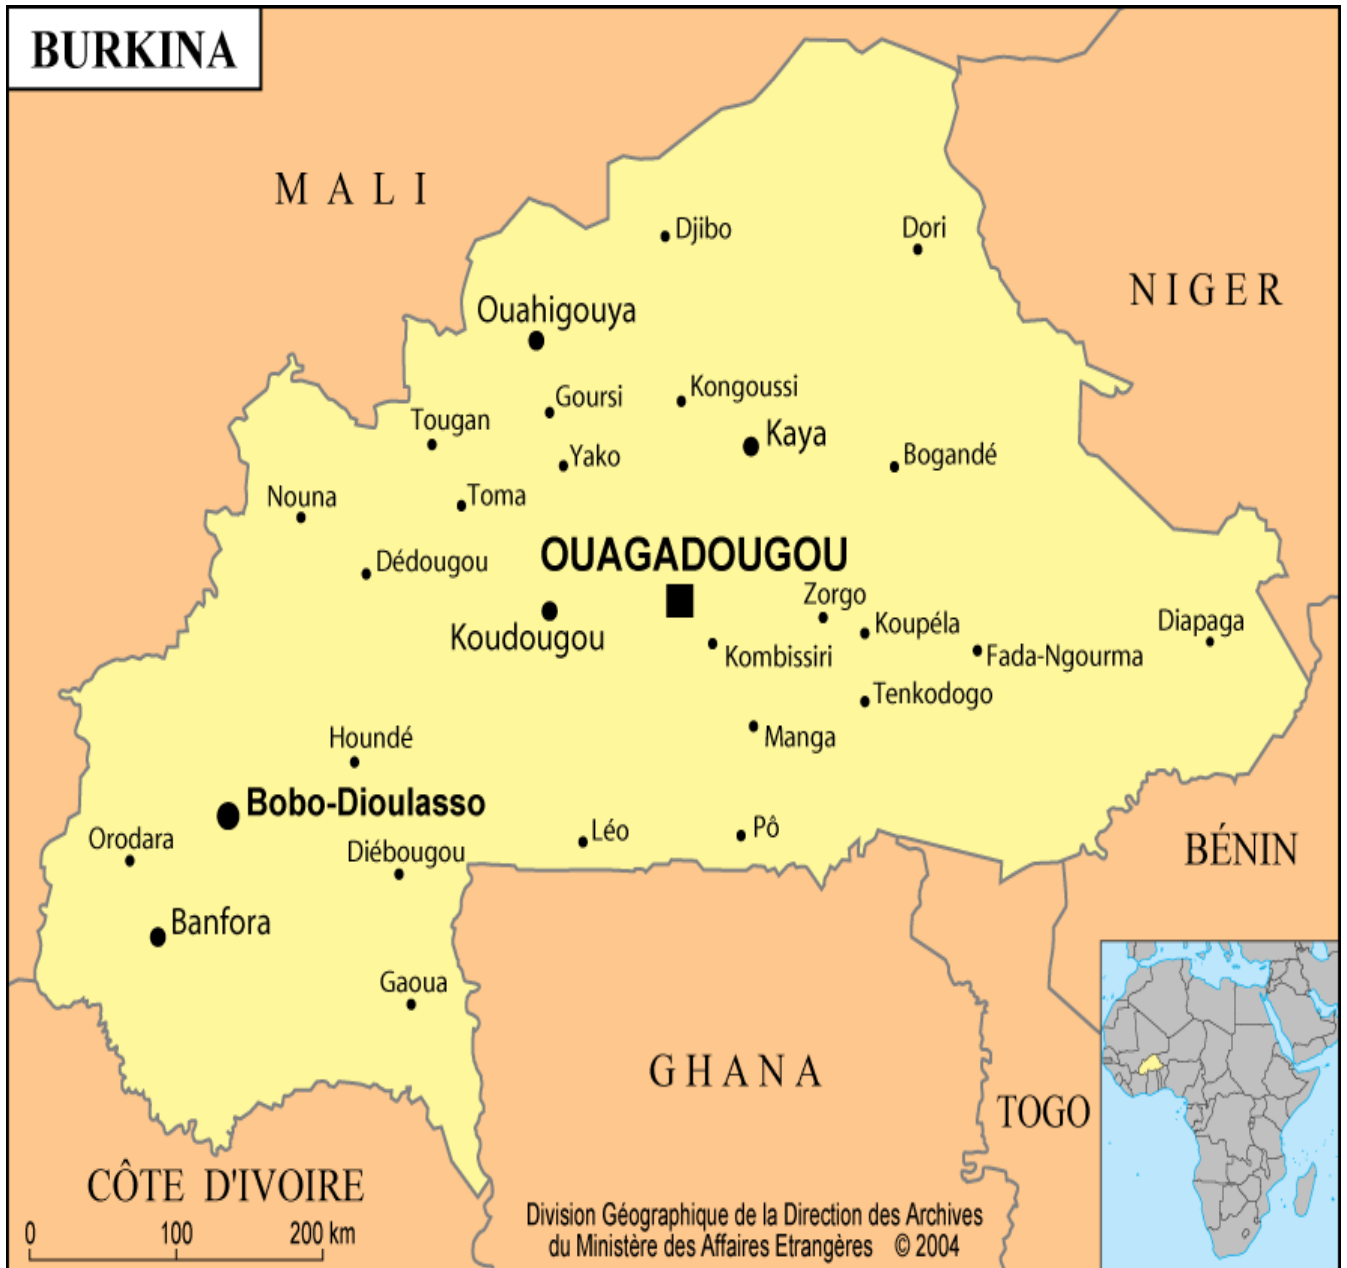 BURKINA
MALI
Djibo
Dori
NIGER
Ouahigouya
Goursi
Kongoussi
Tougan
Kaya
Yako
Bogandé
Nouna
Toma
OUAGADOUGOU
Dédougou
Zorgo
Koupéla
Diapaga
Koudougou
Kombissiri
Fada-Ngourma
Tenkodogo
Houndé
Manga
Bobo-Dioulasso
Orodara
Léo
Pô
Diébougou
BÉNIN
Banfora
Gaoua
GHANA
TOGO
CÔTE D'IVOIRE
0 100 200 km
Division Géographique de la Direction des Archives
du Ministère des Affaires Etrangères © 2004